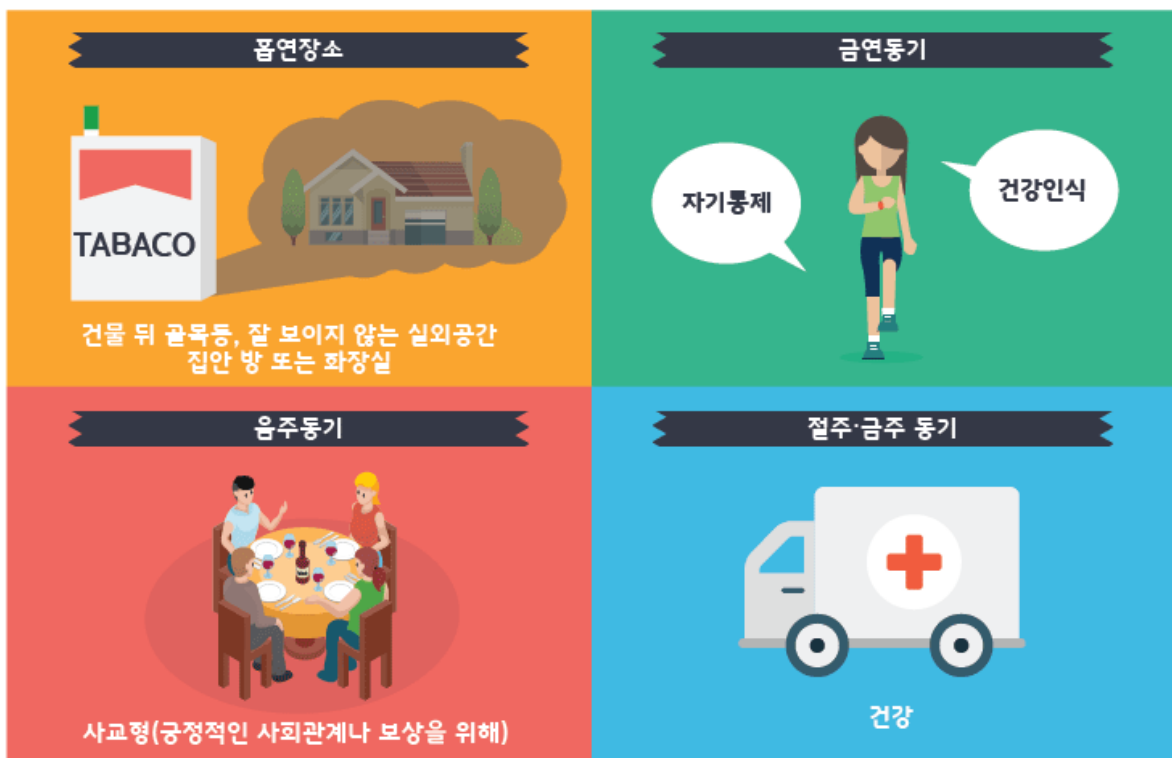 흡연장소
TABACO
건물 뒤 골목등, 잘 보이지 않는 실외공간
집안 방 또는 화장실
금연동기
자기통제
건강인식
음주동기
사교형(긍정적인 사회관계나 보상을 위해)
절주·금주 동기
건강